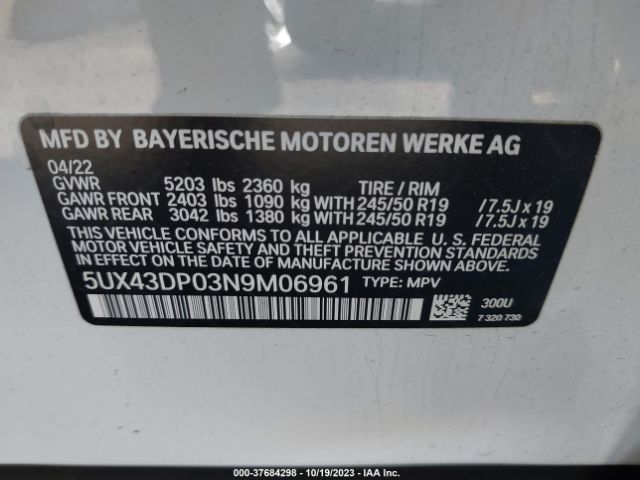 MFD BY BAYERISCHE MOTOREN WERKE AG
04/22
GVWR 5203 lbs 2360 kg TIRE / RIM
GAWR FRONT 2403 lbs 1090 kg WITH 245/50 R19 /7.5J x 19
GAWR REAR 3042 lbs 1380 kg WITH 245/50 R19 /7.5J x 19
THIS VEHICLE CONFORMS TO ALL APPLICABLE U. S. FEDERAL
MOTOR VEHICLE SAFETY AND THEFT PREVENTION
STANDARDS IN EFFECT ON THE DATE OF MANUFACTURE SHOWN ABOVE.
5UX43DP03N9M06961 TYPE: MPV
300U
7 320 730
000-37684298 - 10/19/2023 - IAA Inc.